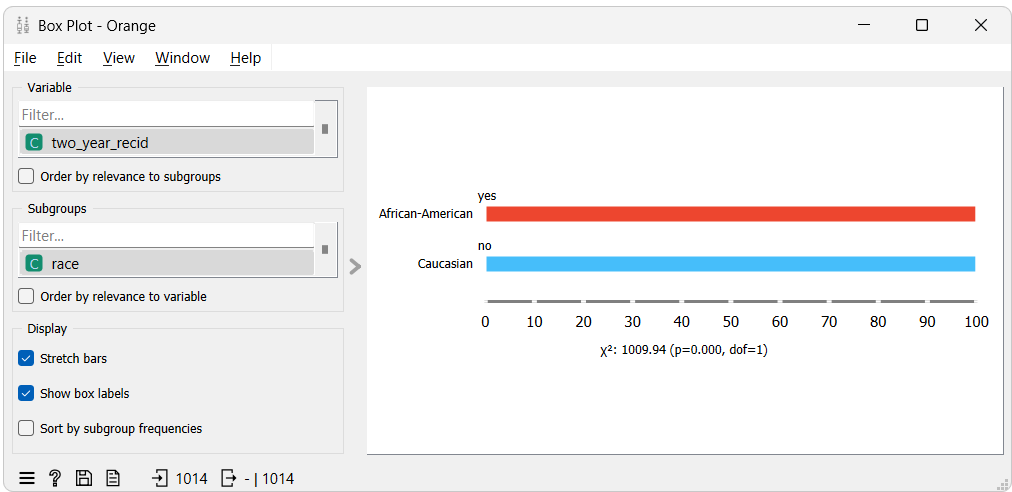 Box Plot - Orange
File Edit View Window Help
Variable
Filter...
C two_year_recid
Order by relevance to subgroups
Subgroups
Filter...
C race
Order by relevance to variable
Display
Stretch bars
Show box labels
Sort by subgroup frequencies
yes
African-American
no
Caucasian
0 10 20 30 40 50 60 70 80 90 100
χ²: 1009.94 (p=0.000, dof=1)
? 1014 - | 1014